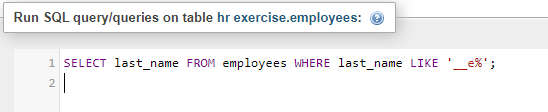 Run SQL query/queries on table hr exercise.employees:
1 SELECT last_name FROM employees WHERE last_name LIKE '__e%';
2